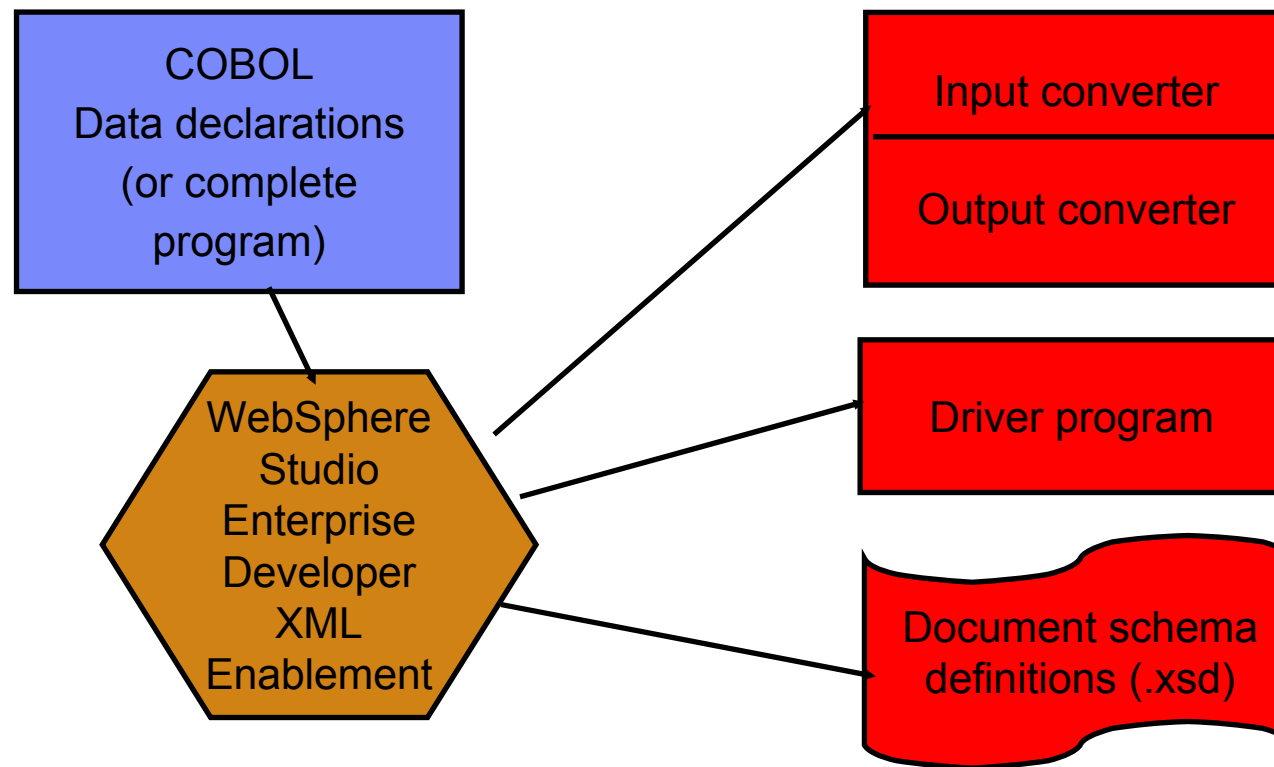 COBOL
Data declarations
(or complete
program)
WebSphere
Studio
Enterprise
Developer
XML
Enablement
Input converter
Output converter
Driver program
Document schema
definitions (.xsd)